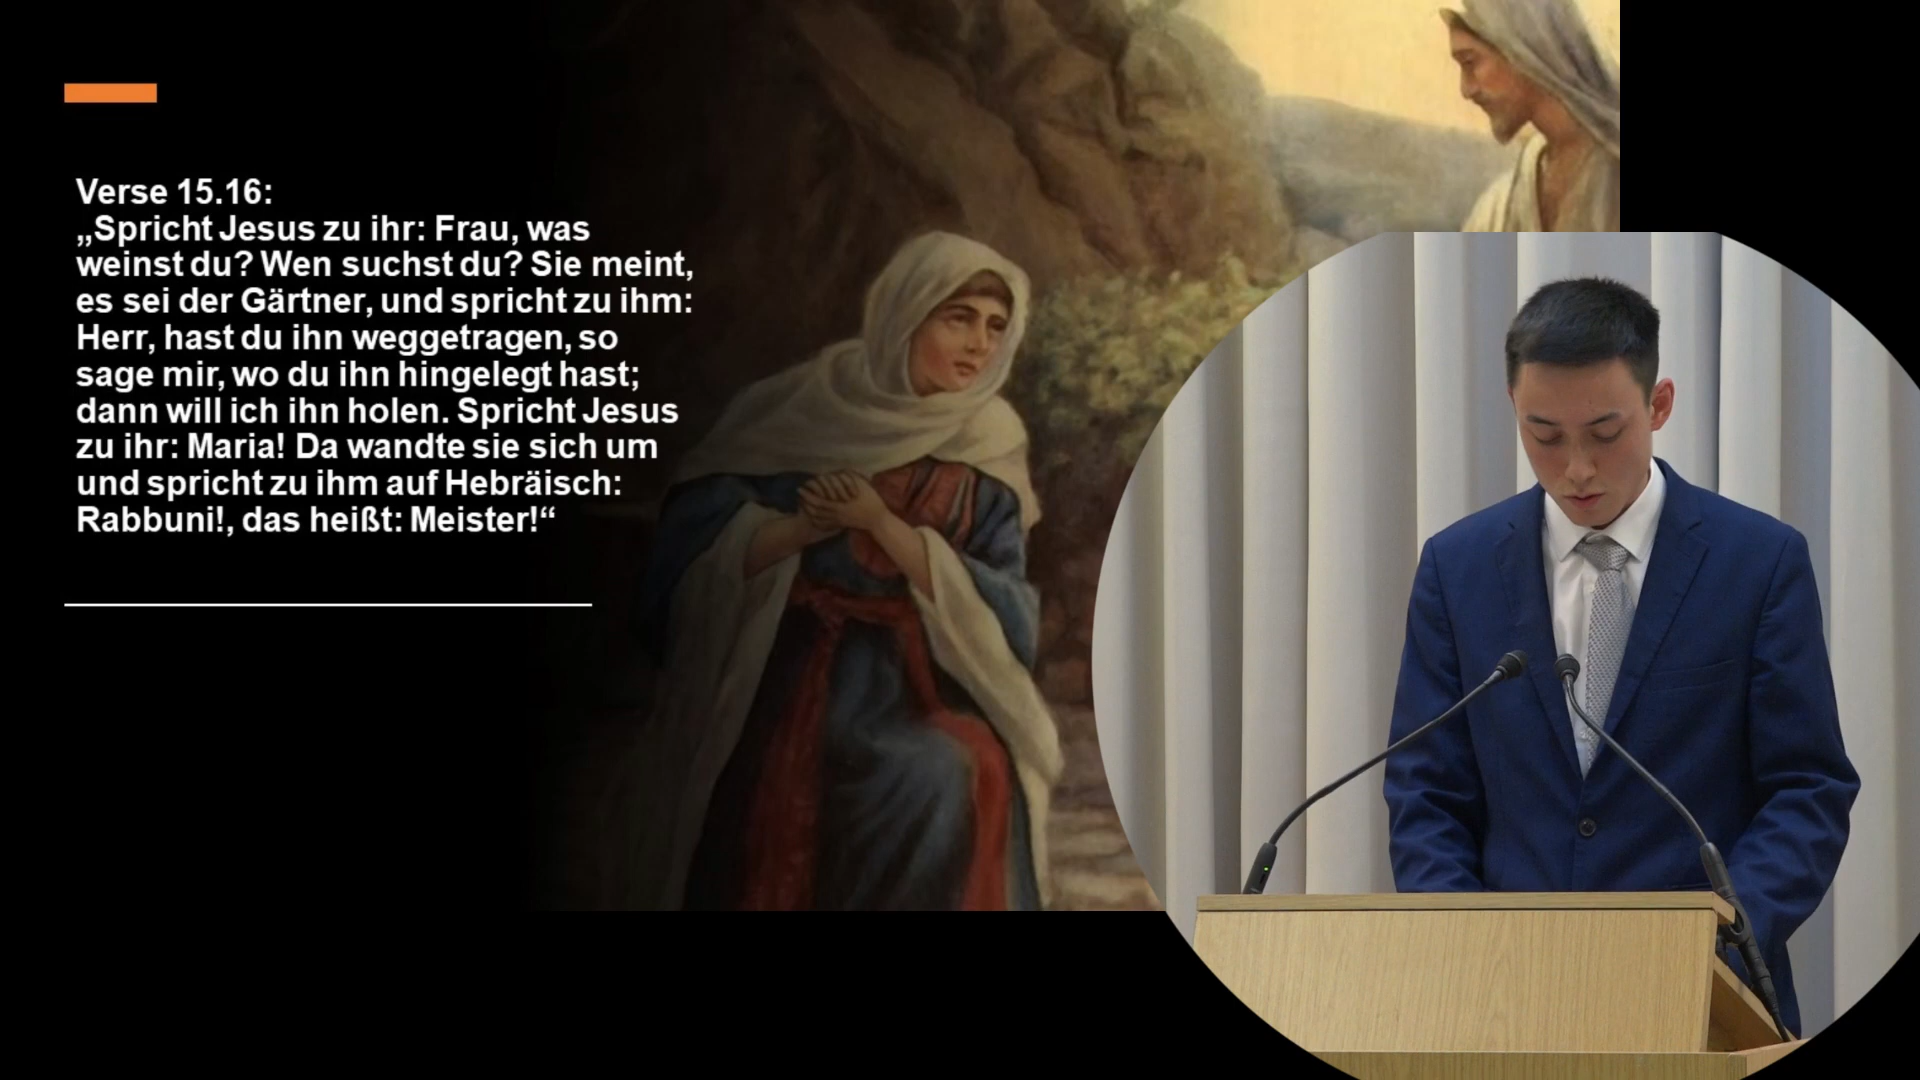 Verse 15.16:
„Spricht Jesus zu ihr: Frau, was
weinst du? Wen suchst du? Sie meint,
es sei der Gärtner, und spricht zu ihm:
Herr, hast du ihn weggetragen, so
sage mir, wo du ihn hingelegt hast;
dann will ich ihn holen. Spricht Jesus
zu ihr: Maria! Da wandte sie sich um
und spricht zu ihm auf Hebräisch:
Rabbuni!, das heißt: Meister!“